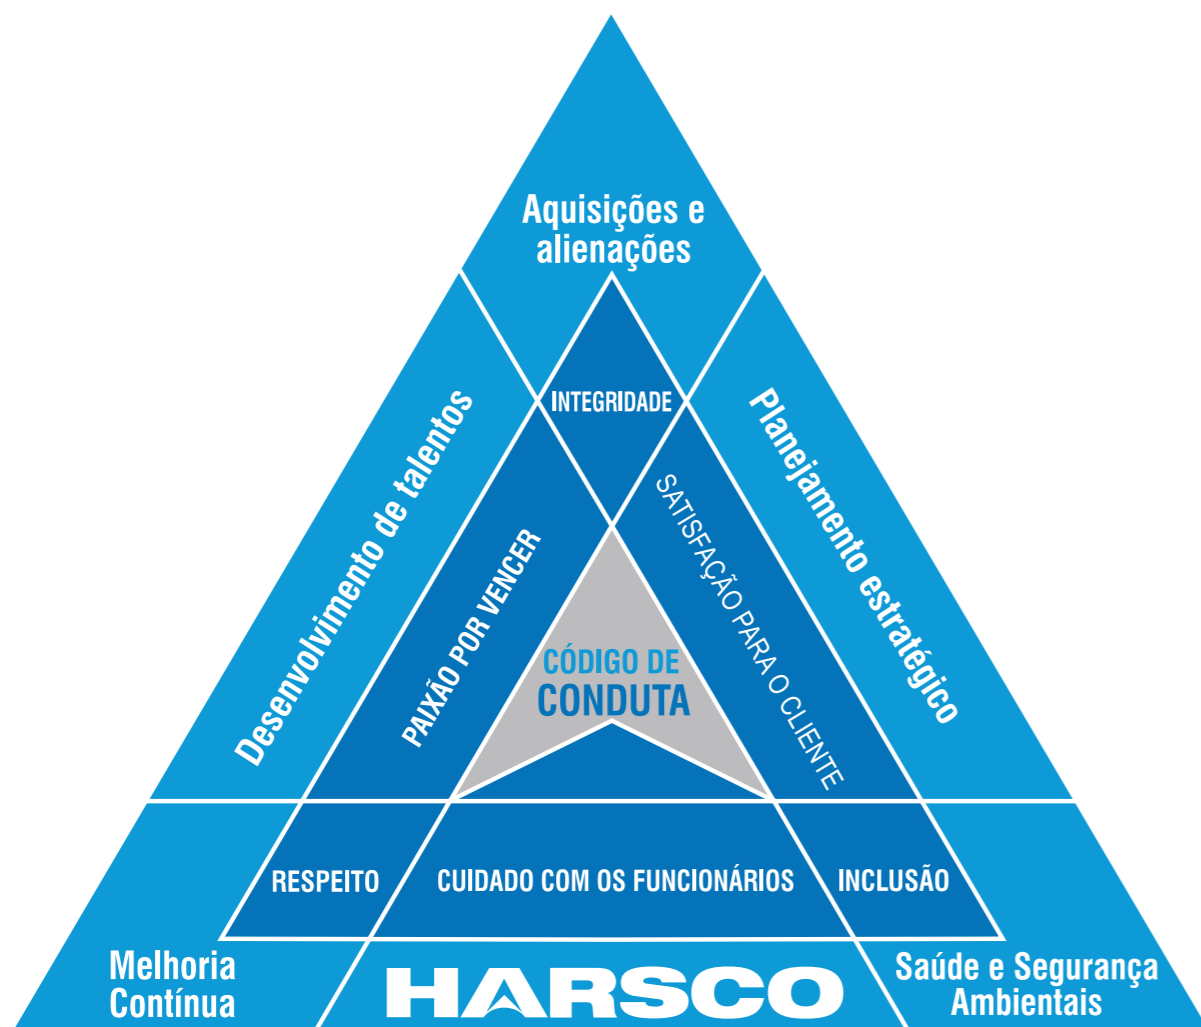 Aquisições e
alienações
INTEGRIDADE
Desenvolvimento de talentos
Planejamento estratégico
PAIXÃO POR VENCER
SATISFAÇÃO PARA O CLIENTE
CÓDIGO DE
CONDUTA
RESPEITO
CUIDADO COM OS FUNCIONÁRIOS
INCLUSÃO
Melhoria
Contínua
HARSCO
Saúde e Segurança
Ambientais